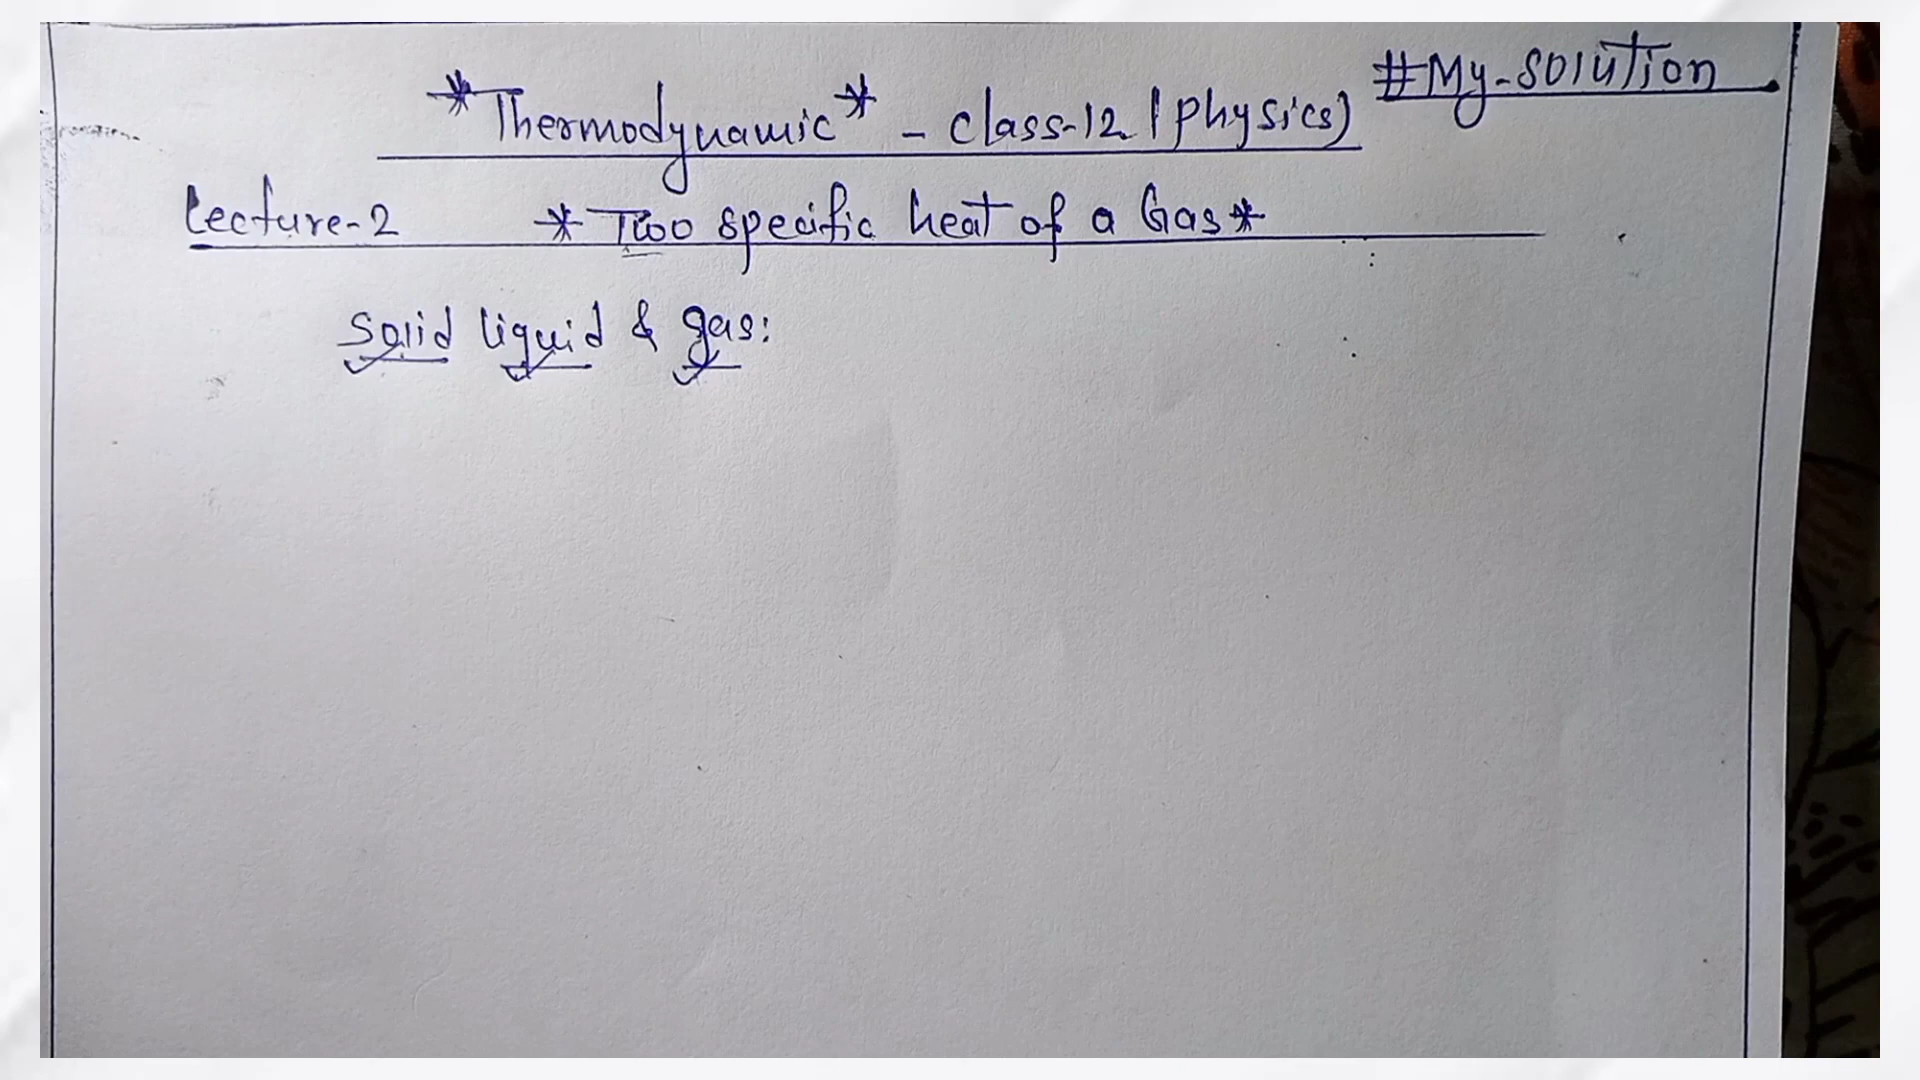 #My-Solution
*Thermodynamic* - class-12 (Physics)
Lecture-2 * Two specific heat of a Gas *
Solid liquid & gas: